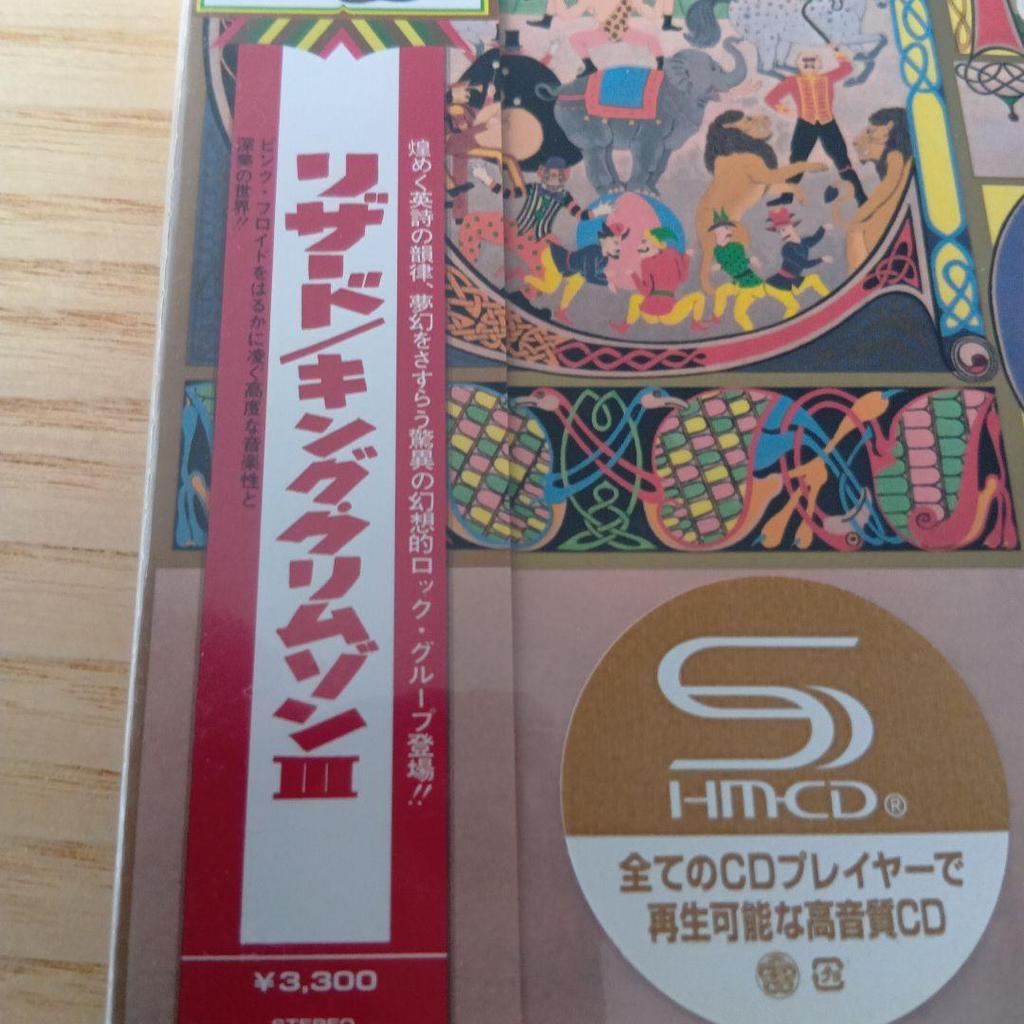 煌めく英詩の韻律、夢幻をさすらう驚異の幻想的ロック・グループ登場!!
リザード/キング・クリムゾンIII
ピンク・フロイドをはるかに凌ぐ高度な音楽性と
深業の世界!!
¥3,300
STEREO
SHM-CD®
全てのCDプレイヤーで
再生可能な高音質CD